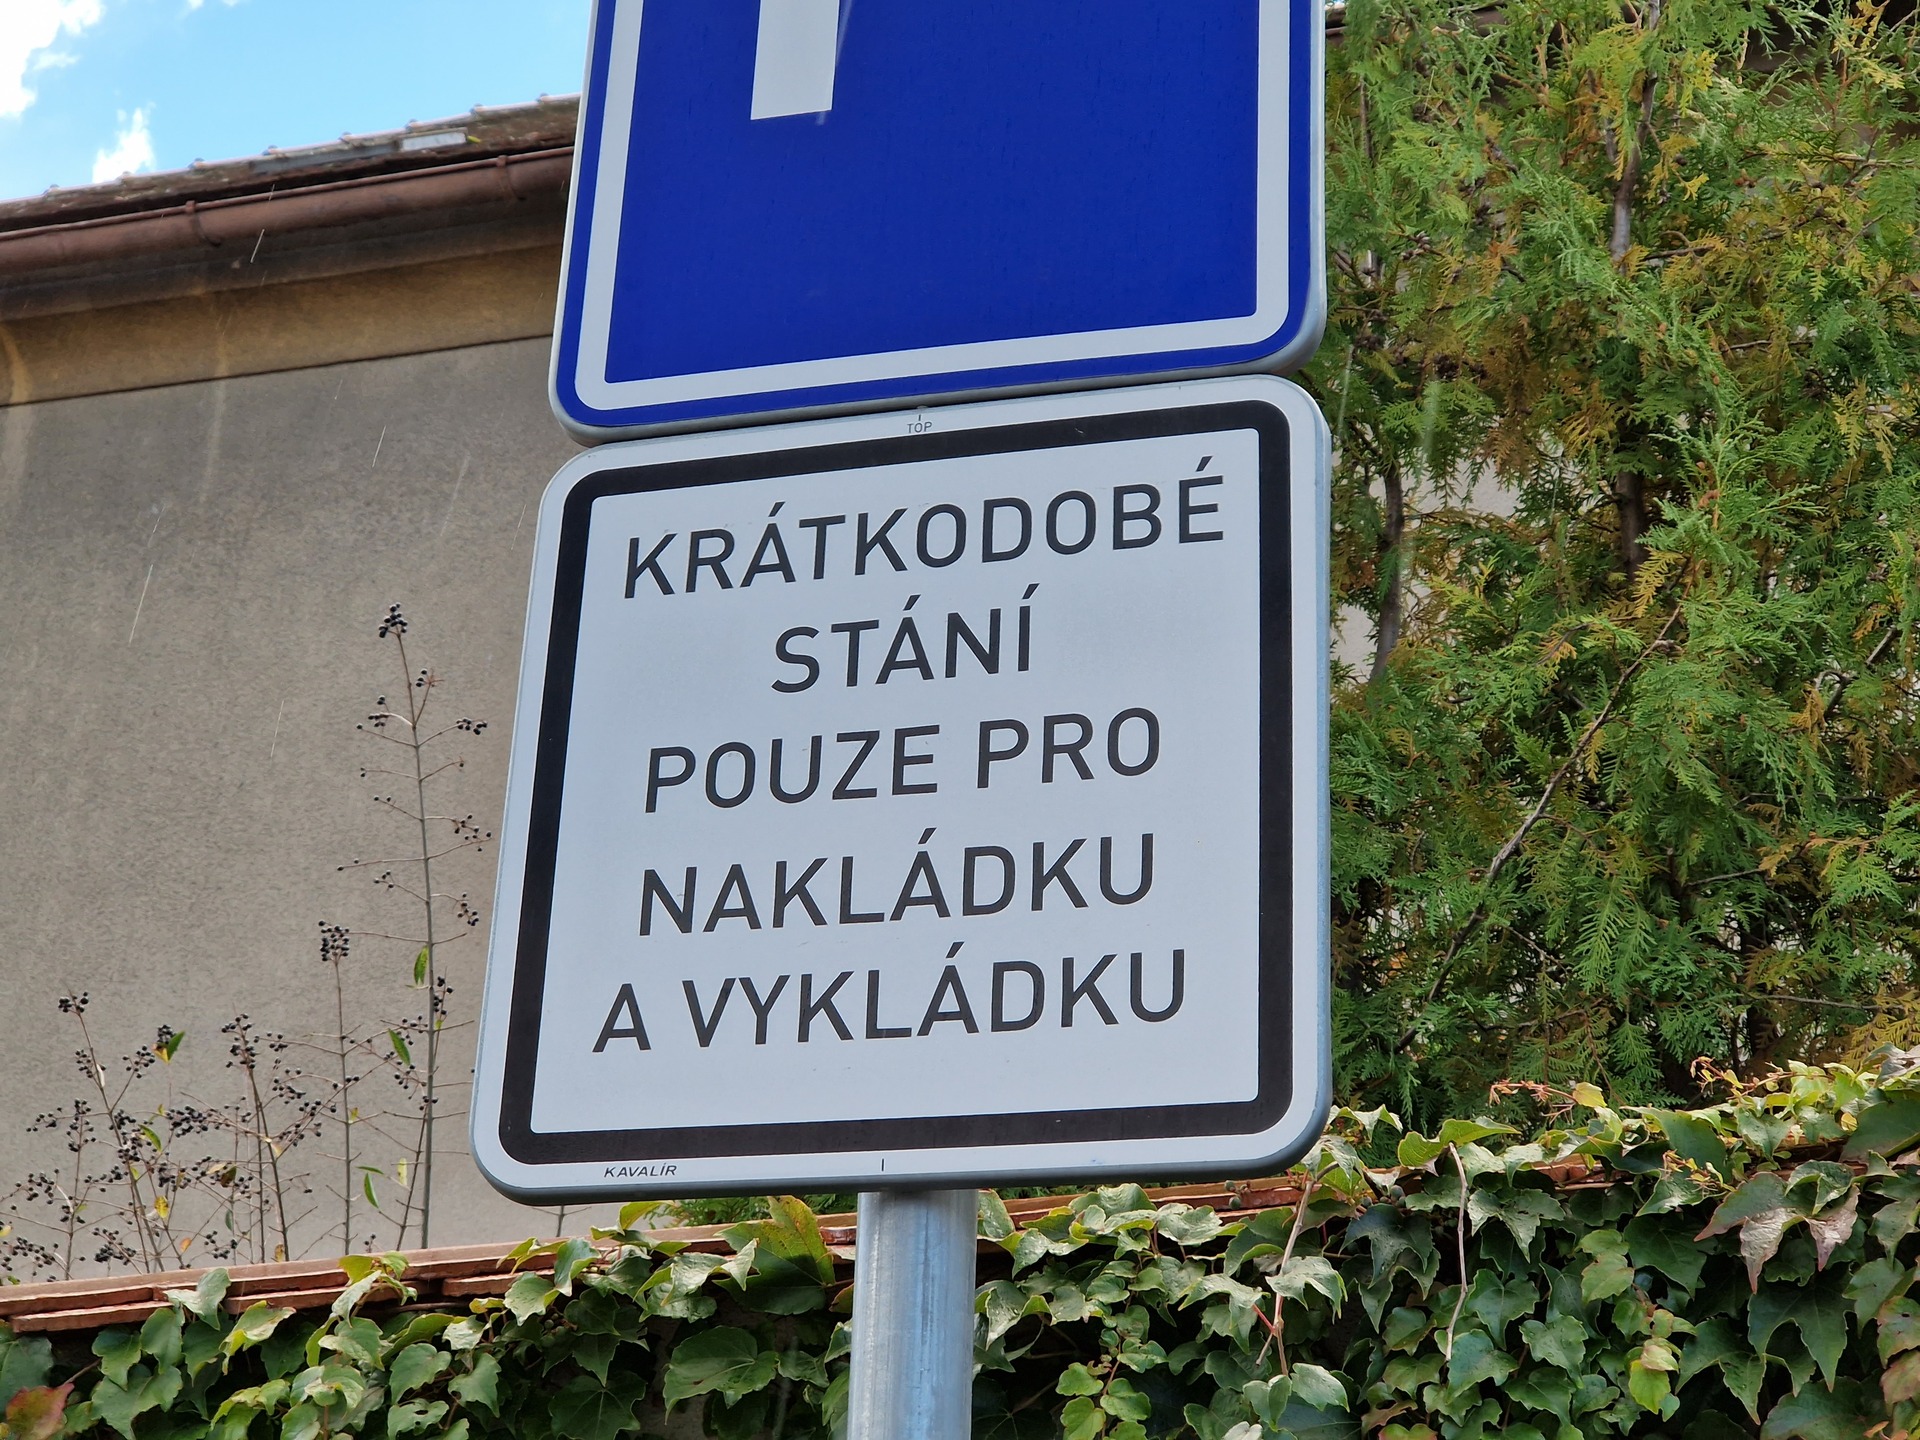 TOP
KRÁTKODOBÉ
STÁNÍ
POUZE PRO
NAKLÁDKU
A VYKLÁDKU
KAVALÍR